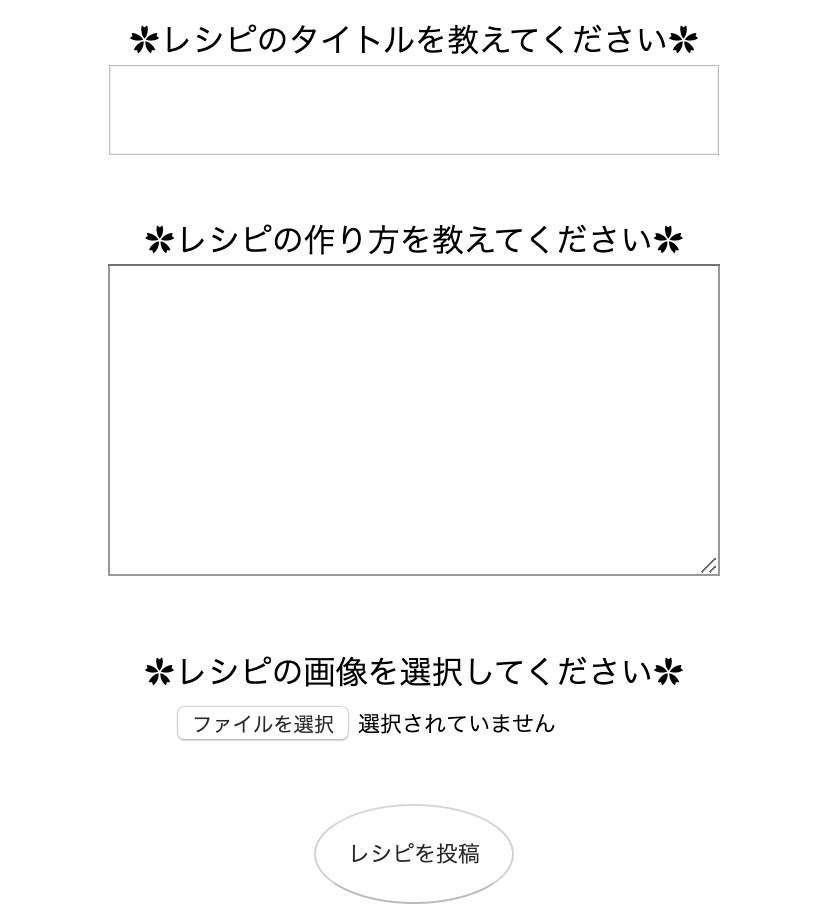 ✿レシピのタイトルを教えてください✿
✿レシピの作り方を教えてください✿
✿レシピの画像を選択してください✿
ファイルを選択 選択されていません
レシピを投稿